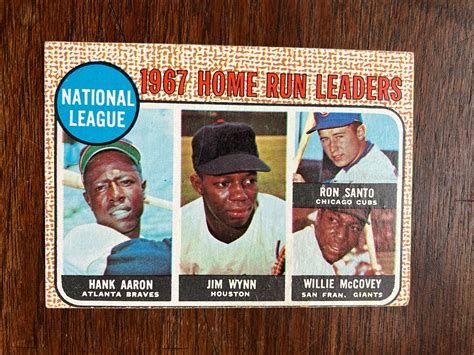 1967 HOME RUN LEADERS
NATIONAL
LEAGUE
HANK AARON
ATLANTA BRAVES
JIM WYNN
HOUSTON
RON SANTO
CHICAGO CUBS
WILLIE McCOVEY
SAN FRAN. GIANTS